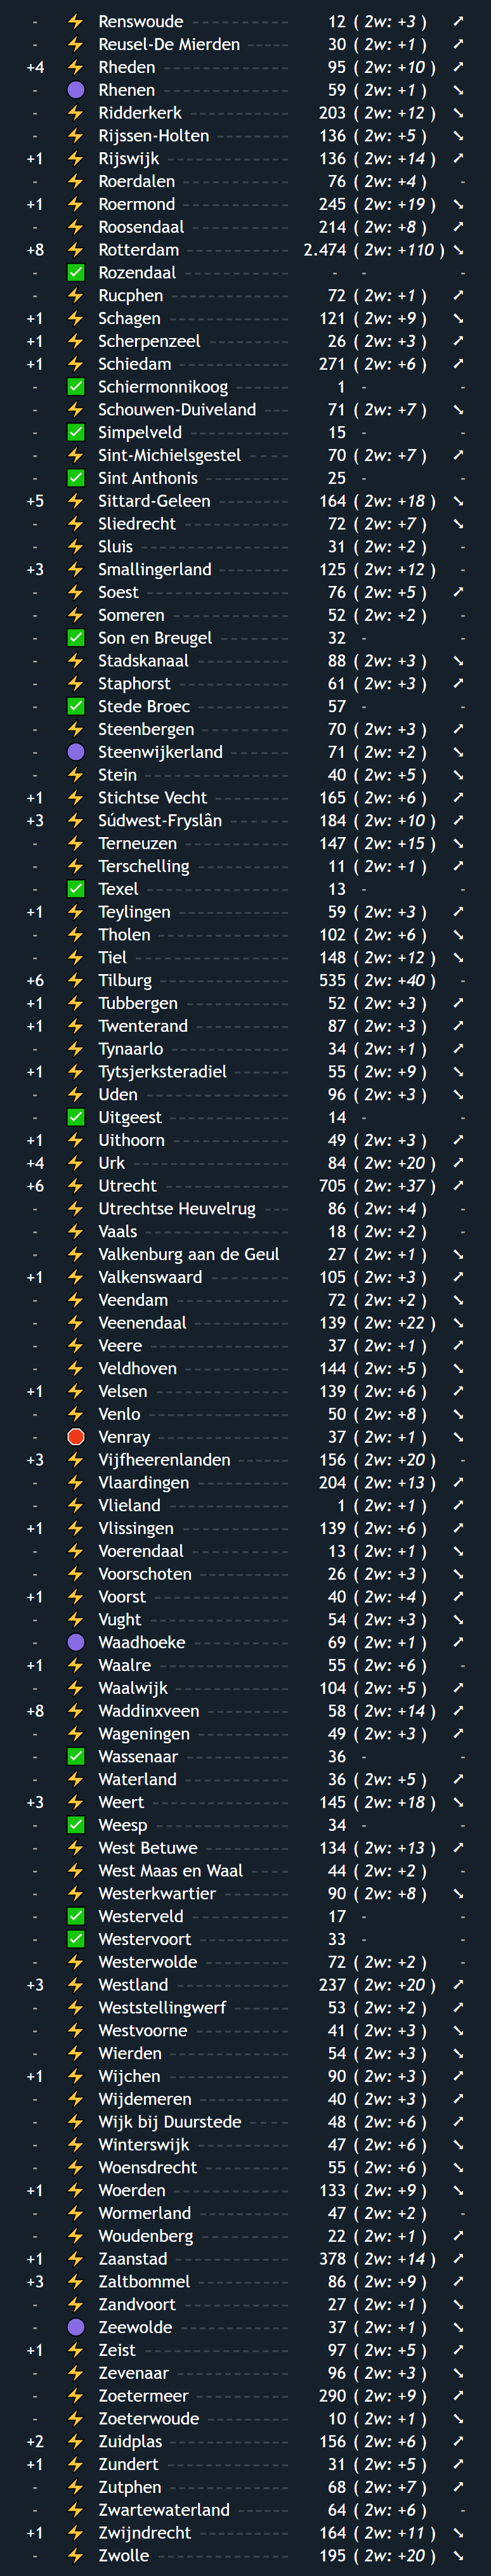 - ⚡ Renswoude ------------ 12 ( 2w: +3 ) ➚
- ⚡ Reusel-De Mierden ------ 30 ( 2w: +1 ) ➚
+4 ⚡ Rheden --------------- 95 ( 2w: +10 ) ➚
- 🟣 Rhenen --------------- 59 ( 2w: +1 ) ➘
- ⚡ Ridderkerk ------------ 203 ( 2w: +12 ) ➘
- ⚡ Rijssen-Holten --------- 136 ( 2w: +5 ) ➘
+1 ⚡ Rijswijk -------------- 136 ( 2w: +14 ) ➚
- ⚡ Roerdalen ------------ 76 ( 2w: +4 ) -
+1 ⚡ Roermond ------------ 245 ( 2w: +19 ) ➘
- ⚡ Roosendaal ----------- 214 ( 2w: +8 ) ➚
+8 ⚡ Rotterdam ----------- 2.474 ( 2w: +110 ) ➘
- ✅ Rozendaal ------------ - - -
- ⚡ Rucphen -------------- 72 ( 2w: +1 ) ➚
+1 ⚡ Schagen -------------- 121 ( 2w: +9 ) ➘
+1 ⚡ Scherpenzeel ---------- 26 ( 2w: +3 ) ➚
+1 ⚡ Schiedam ------------- 271 ( 2w: +6 ) ➚
- ✅ Schiermonnikoog ------- 1 - -
- ⚡ Schouwen-Duiveland ---- 71 ( 2w: +7 ) ➘
- ✅ Simpelveld ------------ 15 - -
- ⚡ Sint-Michielsgestel ----- 70 ( 2w: +7 ) ➚
- ✅ Sint Anthonis ---------- 25 - -
+5 ⚡ Sittard-Geleen --------- 164 ( 2w: +18 ) ➘
- ⚡ Sliedrecht ------------ 72 ( 2w: +7 ) ➘
- ⚡ Sluis ----------------- 31 ( 2w: +2 ) -
+3 ⚡ Smallingerland --------- 125 ( 2w: +12 ) -
- ⚡ Soest ---------------- 76 ( 2w: +5 ) ➚
- ⚡ Someren -------------- 52 ( 2w: +2 ) -
- ✅ Son en Breugel -------- 32 - -
- ⚡ Stadskanaal ----------- 88 ( 2w: +3 ) ➘
- ⚡ Staphorst ------------- 61 ( 2w: +3 ) ➚
- ✅ Stede Broec ----------- 57 - -
- ⚡ Steenbergen ----------- 70 ( 2w: +3 ) ➚
- 🟣 Steenwijkerland -------- 71 ( 2w: +2 ) ➘
- ⚡ Stein ----------------- 40 ( 2w: +5 ) ➘
+1 ⚡ Stichtse Vecht --------- 165 ( 2w: +6 ) ➚
+3 ⚡ Súdwest-Fryslân ------- 184 ( 2w: +10 ) ➚
- ⚡ Terneuzen ------------ 147 ( 2w: +15 ) ➘
- ⚡ Terschelling ----------- 11 ( 2w: +1 ) ➚
- ✅ Texel ----------------- 13 - -
+1 ⚡ Teylingen ------------ 59 ( 2w: +3 ) ➚
- ⚡ Tholen --------------- 102 ( 2w: +6 ) ➘
- ⚡ Tiel ------------------ 148 ( 2w: +12 ) ➘
+6 ⚡ Tilburg --------------- 535 ( 2w: +40 ) -
+1 ⚡ Tubbergen ----------- 52 ( 2w: +3 ) ➚
+1 ⚡ Twenterand ---------- 87 ( 2w: +3 ) ➚
- ⚡ Tynaarlo ------------- 34 ( 2w: +1 ) ➚
+1 ⚡ Tytsjerksteradiel ------ 55 ( 2w: +9 ) ➘
- ⚡ Uden ---------------- 96 ( 2w: +3 ) ➘
- ✅ Uitgeest -------------- 14 - -
+1 ⚡ Uithoorn ------------- 49 ( 2w: +3 ) ➚
+4 ⚡ Urk ------------------ 84 ( 2w: +20 ) ➚
+6 ⚡ Utrecht -------------- 705 ( 2w: +37 ) ➚
- ⚡ Utrechtse Heuvelrug --- 86 ( 2w: +4 ) -
- ⚡ Vaals ---------------- 18 ( 2w: +2 ) -
- ⚡ Valkenburg aan de Geul 27 ( 2w: +1 ) ➘
+1 ⚡ Valkenswaard --------- 105 ( 2w: +3 ) ➚
- ⚡ Veendam ------------- 72 ( 2w: +2 ) ➘
- ⚡ Veenendaal ----------- 139 ( 2w: +22 ) ➘
- ⚡ Veere ---------------- 37 ( 2w: +1 ) ➚
- ⚡ Veldhoven ------------ 144 ( 2w: +5 ) ➘
+1 ⚡ Velsen --------------- 139 ( 2w: +6 ) ➚
- ⚡ Venlo ---------------- 50 ( 2w: +8 ) ➘
- 🛑 Venray --------------- 37 ( 2w: +1 ) ➘
+3 ⚡ Vijfheerenlanden ------ 156 ( 2w: +20 ) -
- ⚡ Vlaardingen ---------- 204 ( 2w: +13 ) ➚
- ⚡ Vlieland -------------- 1 ( 2w: +1 ) ➚
+1 ⚡ Vlissingen ------------ 139 ( 2w: +6 ) ➚
- ⚡ Voerendaal ----------- 13 ( 2w: +1 ) ➘
- ⚡ Voorschoten ---------- 26 ( 2w: +3 ) ➘
+1 ⚡ Voorst --------------- 40 ( 2w: +4 ) ➚
- ⚡ Vught ---------------- 54 ( 2w: +3 ) ➘
- 🟣 Waadhoeke ----------- 69 ( 2w: +1 ) ➚
+1 ⚡ Waalre --------------- 55 ( 2w: +6 ) -
- ⚡ Waalwijk ------------- 104 ( 2w: +5 ) ➚
+8 ⚡ Waddinxveen --------- 58 ( 2w: +14 ) ➚
- ⚡ Wageningen ---------- 49 ( 2w: +3 ) ➚
- ✅ Wassenaar ----------- 36 - -
- ⚡ Waterland ----------- 36 ( 2w: +5 ) ➚
+3 ⚡ Weert ---------------- 145 ( 2w: +18 ) ➘
- ✅ Weesp --------------- 34 - -
- ⚡ West Betuwe --------- 134 ( 2w: +13 ) ➚
- ⚡ West Maas en Waal ---- 44 ( 2w: +2 ) -
- ⚡ Westerkwartier -------- 90 ( 2w: +8 ) ➘
- ✅ Westerveld ----------- 17 - -
- ✅ Westervoort ---------- 33 - -
- ⚡ Westerwolde ---------- 72 ( 2w: +2 ) -
+3 ⚡ Westland ------------- 237 ( 2w: +20 ) ➚
- ⚡ Weststellingwerf ------- 53 ( 2w: +2 ) ➚
- ⚡ Westvoorne ----------- 41 ( 2w: +3 ) ➘
- ⚡ Wierden -------------- 54 ( 2w: +3 ) ➘
+1 ⚡ Wijchen -------------- 90 ( 2w: +3 ) ➚
- ⚡ Wijdemeren ----------- 40 ( 2w: +3 ) ➚
- ⚡ Wijk bij Duurstede ----- 48 ( 2w: +6 ) ➚
- ⚡ Winterswijk ----------- 47 ( 2w: +6 ) ➘
- ⚡ Woensdrecht ---------- 55 ( 2w: +6 ) ➘
+1 ⚡ Woerden ------------- 133 ( 2w: +9 ) ➘
- ⚡ Wormerland ---------- 47 ( 2w: +2 ) -
- ⚡ Woudenberg ---------- 22 ( 2w: +1 ) ➚
+1 ⚡ Zaanstad ------------- 378 ( 2w: +14 ) ➚
+3 ⚡ Zaltbommel ----------- 86 ( 2w: +9 ) ➚
- ⚡ Zandvoort ------------ 27 ( 2w: +1 ) ➘
- 🟣 Zeewolde ------------ 37 ( 2w: +1 ) ➘
+1 ⚡ Zeist ----------------- 97 ( 2w: +5 ) ➚
- ⚡ Zevenaar ------------- 96 ( 2w: +3 ) ➘
- ⚡ Zoetermeer ----------- 290 ( 2w: +9 ) ➚
- ⚡ Zoeterwoude ---------- 10 ( 2w: +1 ) ➘
+2 ⚡ Zuidplas ------------- 156 ( 2w: +6 ) ➚
+1 ⚡ Zundert -------------- 31 ( 2w: +5 ) ➚
- ⚡ Zutphen -------------- 68 ( 2w: +7 ) ➚
- ⚡ Zwartewaterland ------ 64 ( 2w: +6 ) -
+1 ⚡ Zwijndrecht ---------- 164 ( 2w: +11 ) ➘
- ⚡ Zwolle --------------- 195 ( 2w: +20 ) ➘